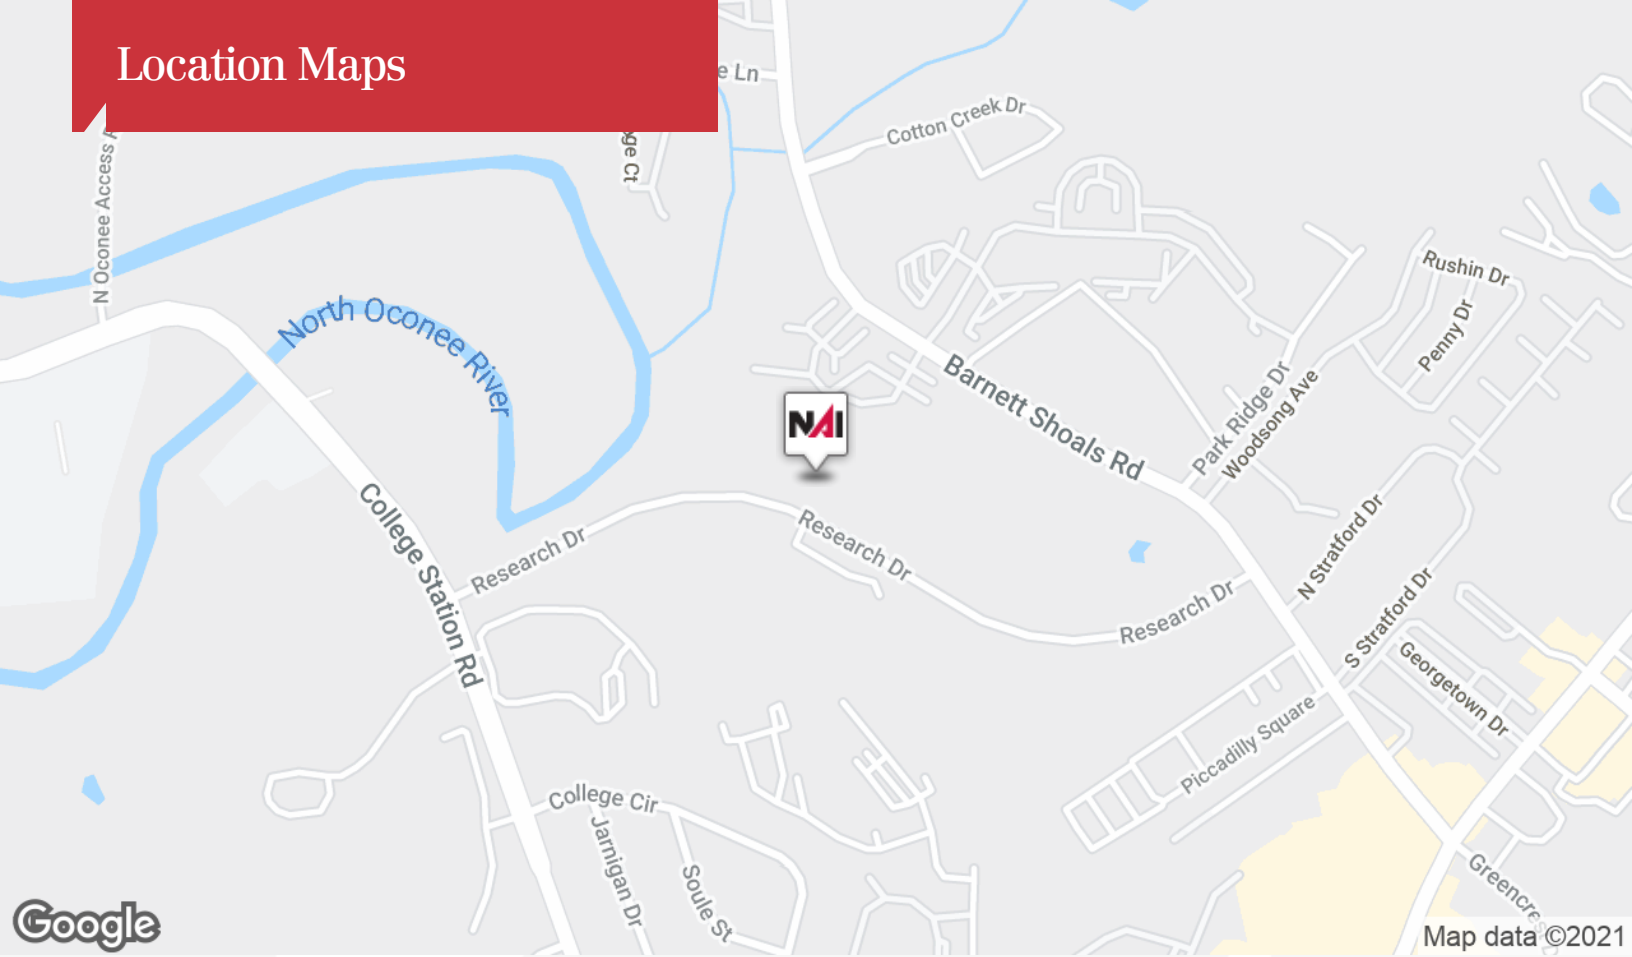 Location Maps
Ln
Cotton Creek Dr
Ct
N Oconee Access
Rushin Dr
North Oconee River
Penny Dr
Barnett Shoals Rd
Park Ridge Dr
Woodsong Ave
NAI
College Station Rd
Research Dr
Research Dr
Research Dr
N Stratford Dr
S Stratford Dr
Georgetown Dr
Piccadilly Square
College Cir
Jarnigan Dr
Soule St
Google
Map data ©2021